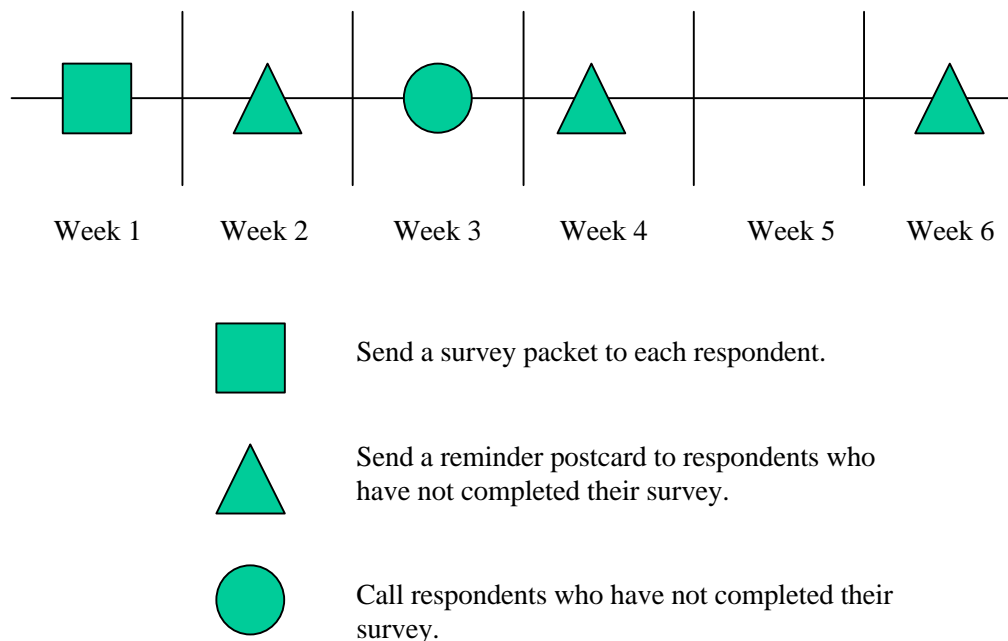 Week 1 Week 2 Week 3 Week 4 Week 5 Week 6
Send a survey packet to each respondent.
Send a reminder postcard to respondents who
have not completed their survey.
Call respondents who have not completed their
survey.